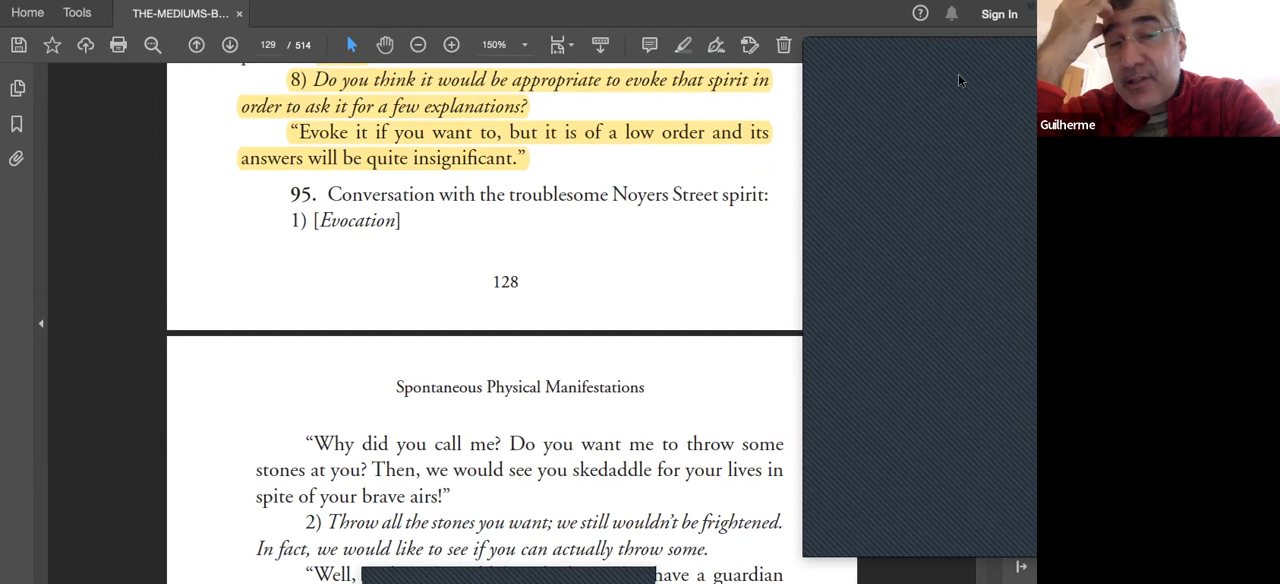 Home Tools THE-MEDIUMS-B... × Sign In
129 / 514 150%
8) Do you think it would be appropriate to evoke that spirit in
order to ask it for a few explanations?
“Evoke it if you want to, but it is of a low order and its
answers will be quite insignificant.”
95. Conversation with the troublesome Noyers Street spirit:
1) [Evocation]
128
Spontaneous Physical Manifestations
“Why did you call me? Do you want me to throw some
stones at you? Then, we would see you skedaddle for your lives in
spite of your brave airs!”
2) Throw all the stones you want; we still wouldn’t be frightened.
In fact, we would like to see if you can actually throw some.
“Well, have a guardian
Guilherme